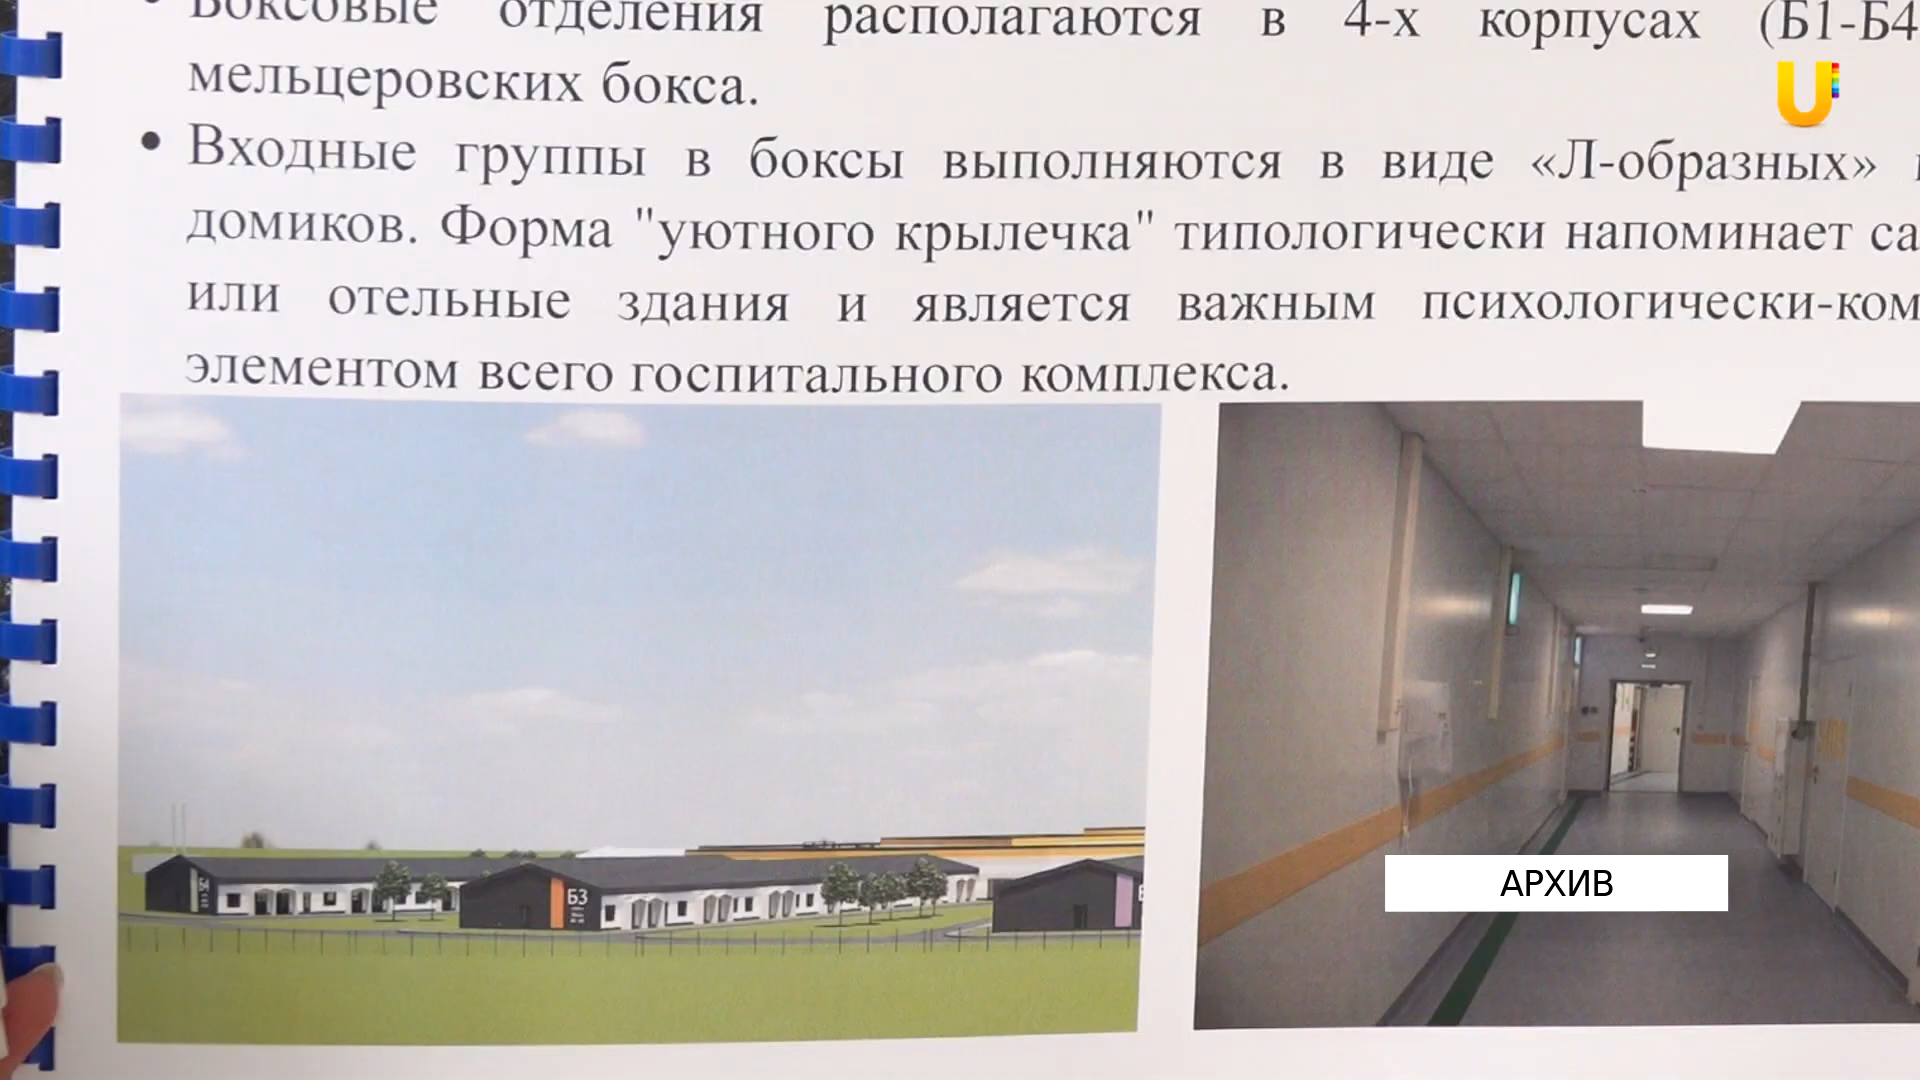 Боксовые отделения располагаются в 4-х корпусах (Б1-Б4
мельцеровских бокса.
• Входные группы в боксы выполняются в виде «Л-образных»
домиков. Форма "уютного крылечка" типологически напоминает
или отельные здания и является важным психологически-ком
элементом всего госпитального комплекса.
Б4
Б3
АРХИВ
U